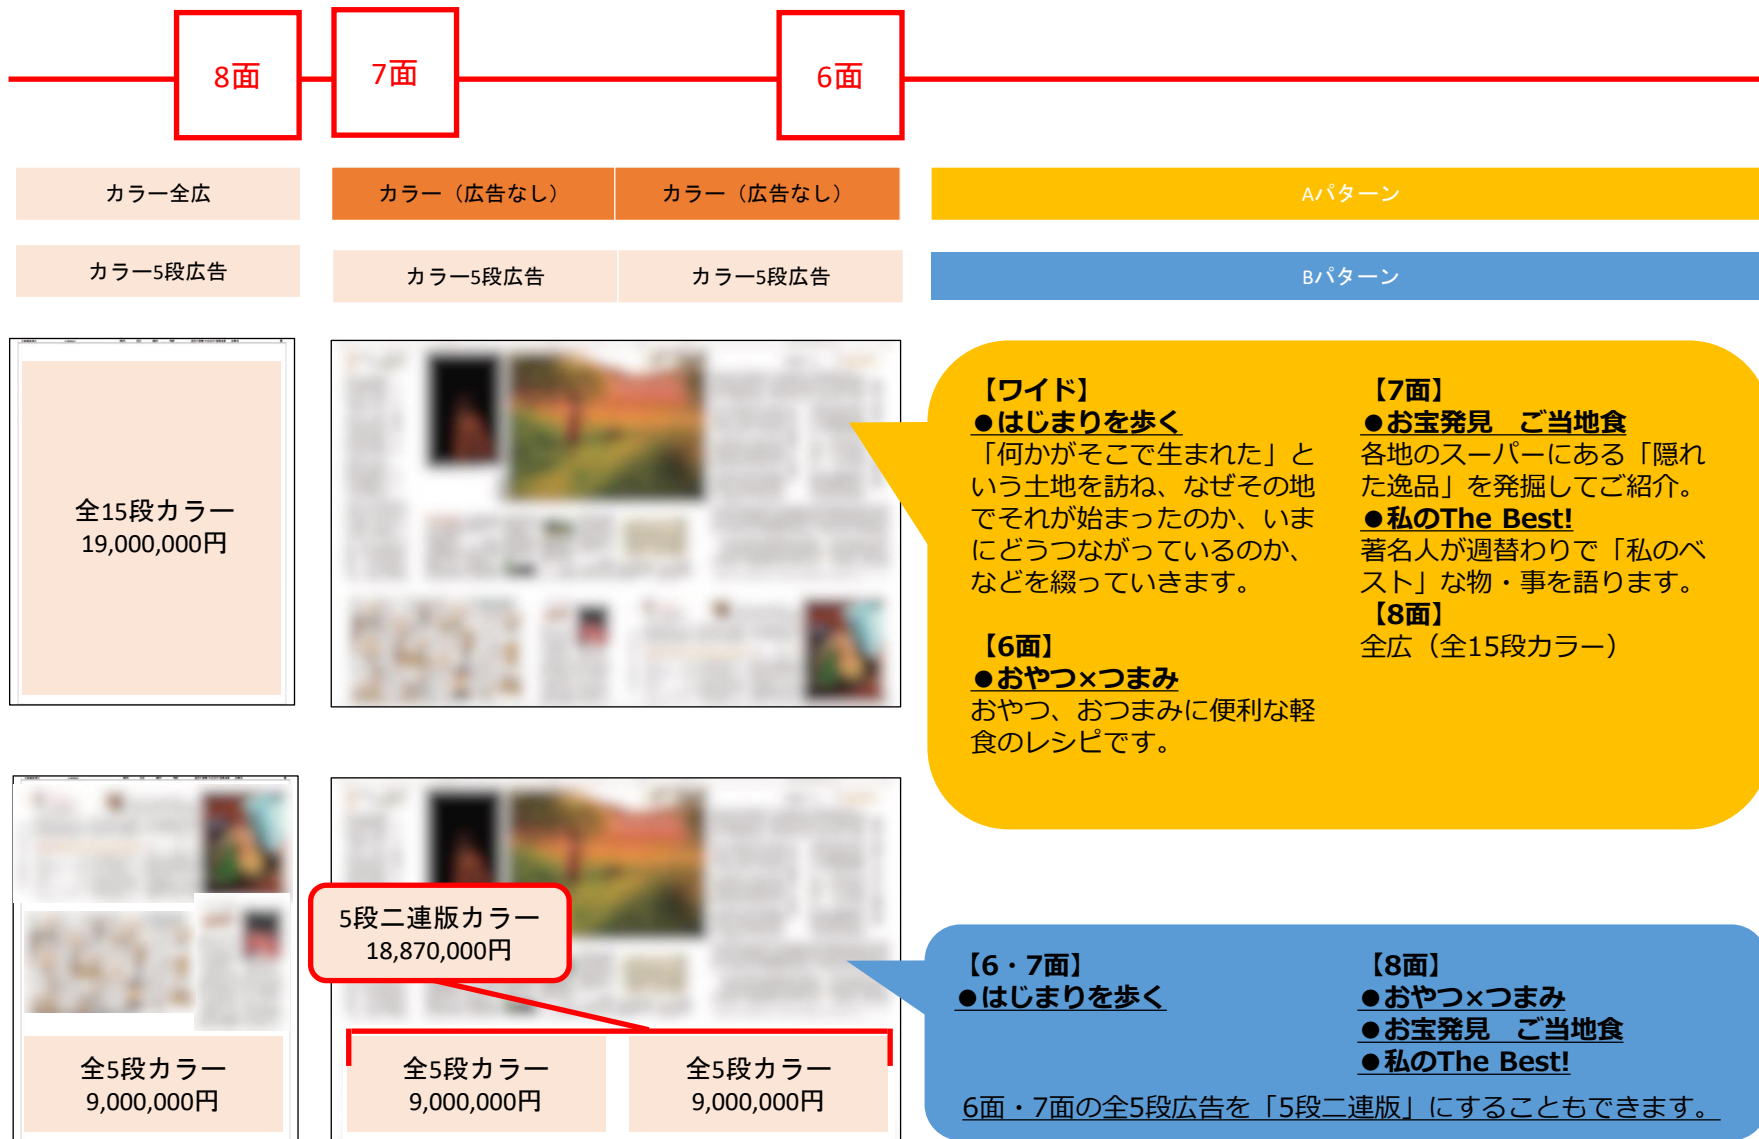 8面
7面
6面
カラー全広
カラー（広告なし）
カラー（広告なし）
Aパターン
カラー5段広告
カラー5段広告
カラー5段広告
Bパターン
全15段カラー
19,000,000円
【ワイド】
●はじまりを歩く
「何かがそこで生まれた」と
いう土地を訪ね、なぜその地
でそれが始まったのか、いま
にどうつながっているのか、
などを綴っていきます。
【6面】
●おやつ×つまみ
おやつ、おつまみに便利な軽
食のレシピです。
【7面】
●お宝発見　ご当地食
各地のスーパーにある「隠れ
た逸品」を発掘してご紹介。
●私のThe Best!
著名人が週替わりで「私のベ
スト」な物・事を語ります。
【8面】
全広（全15段カラー）
5段二連版カラー
18,870,000円
全5段カラー
9,000,000円
全5段カラー
9,000,000円
全5段カラー
9,000,000円
【6・7面】
●はじまりを歩く
【8面】
●おやつ×つまみ
●お宝発見　ご当地食
●私のThe Best!
6面・7面の全5段広告を「5段二連版」にすることもできます。